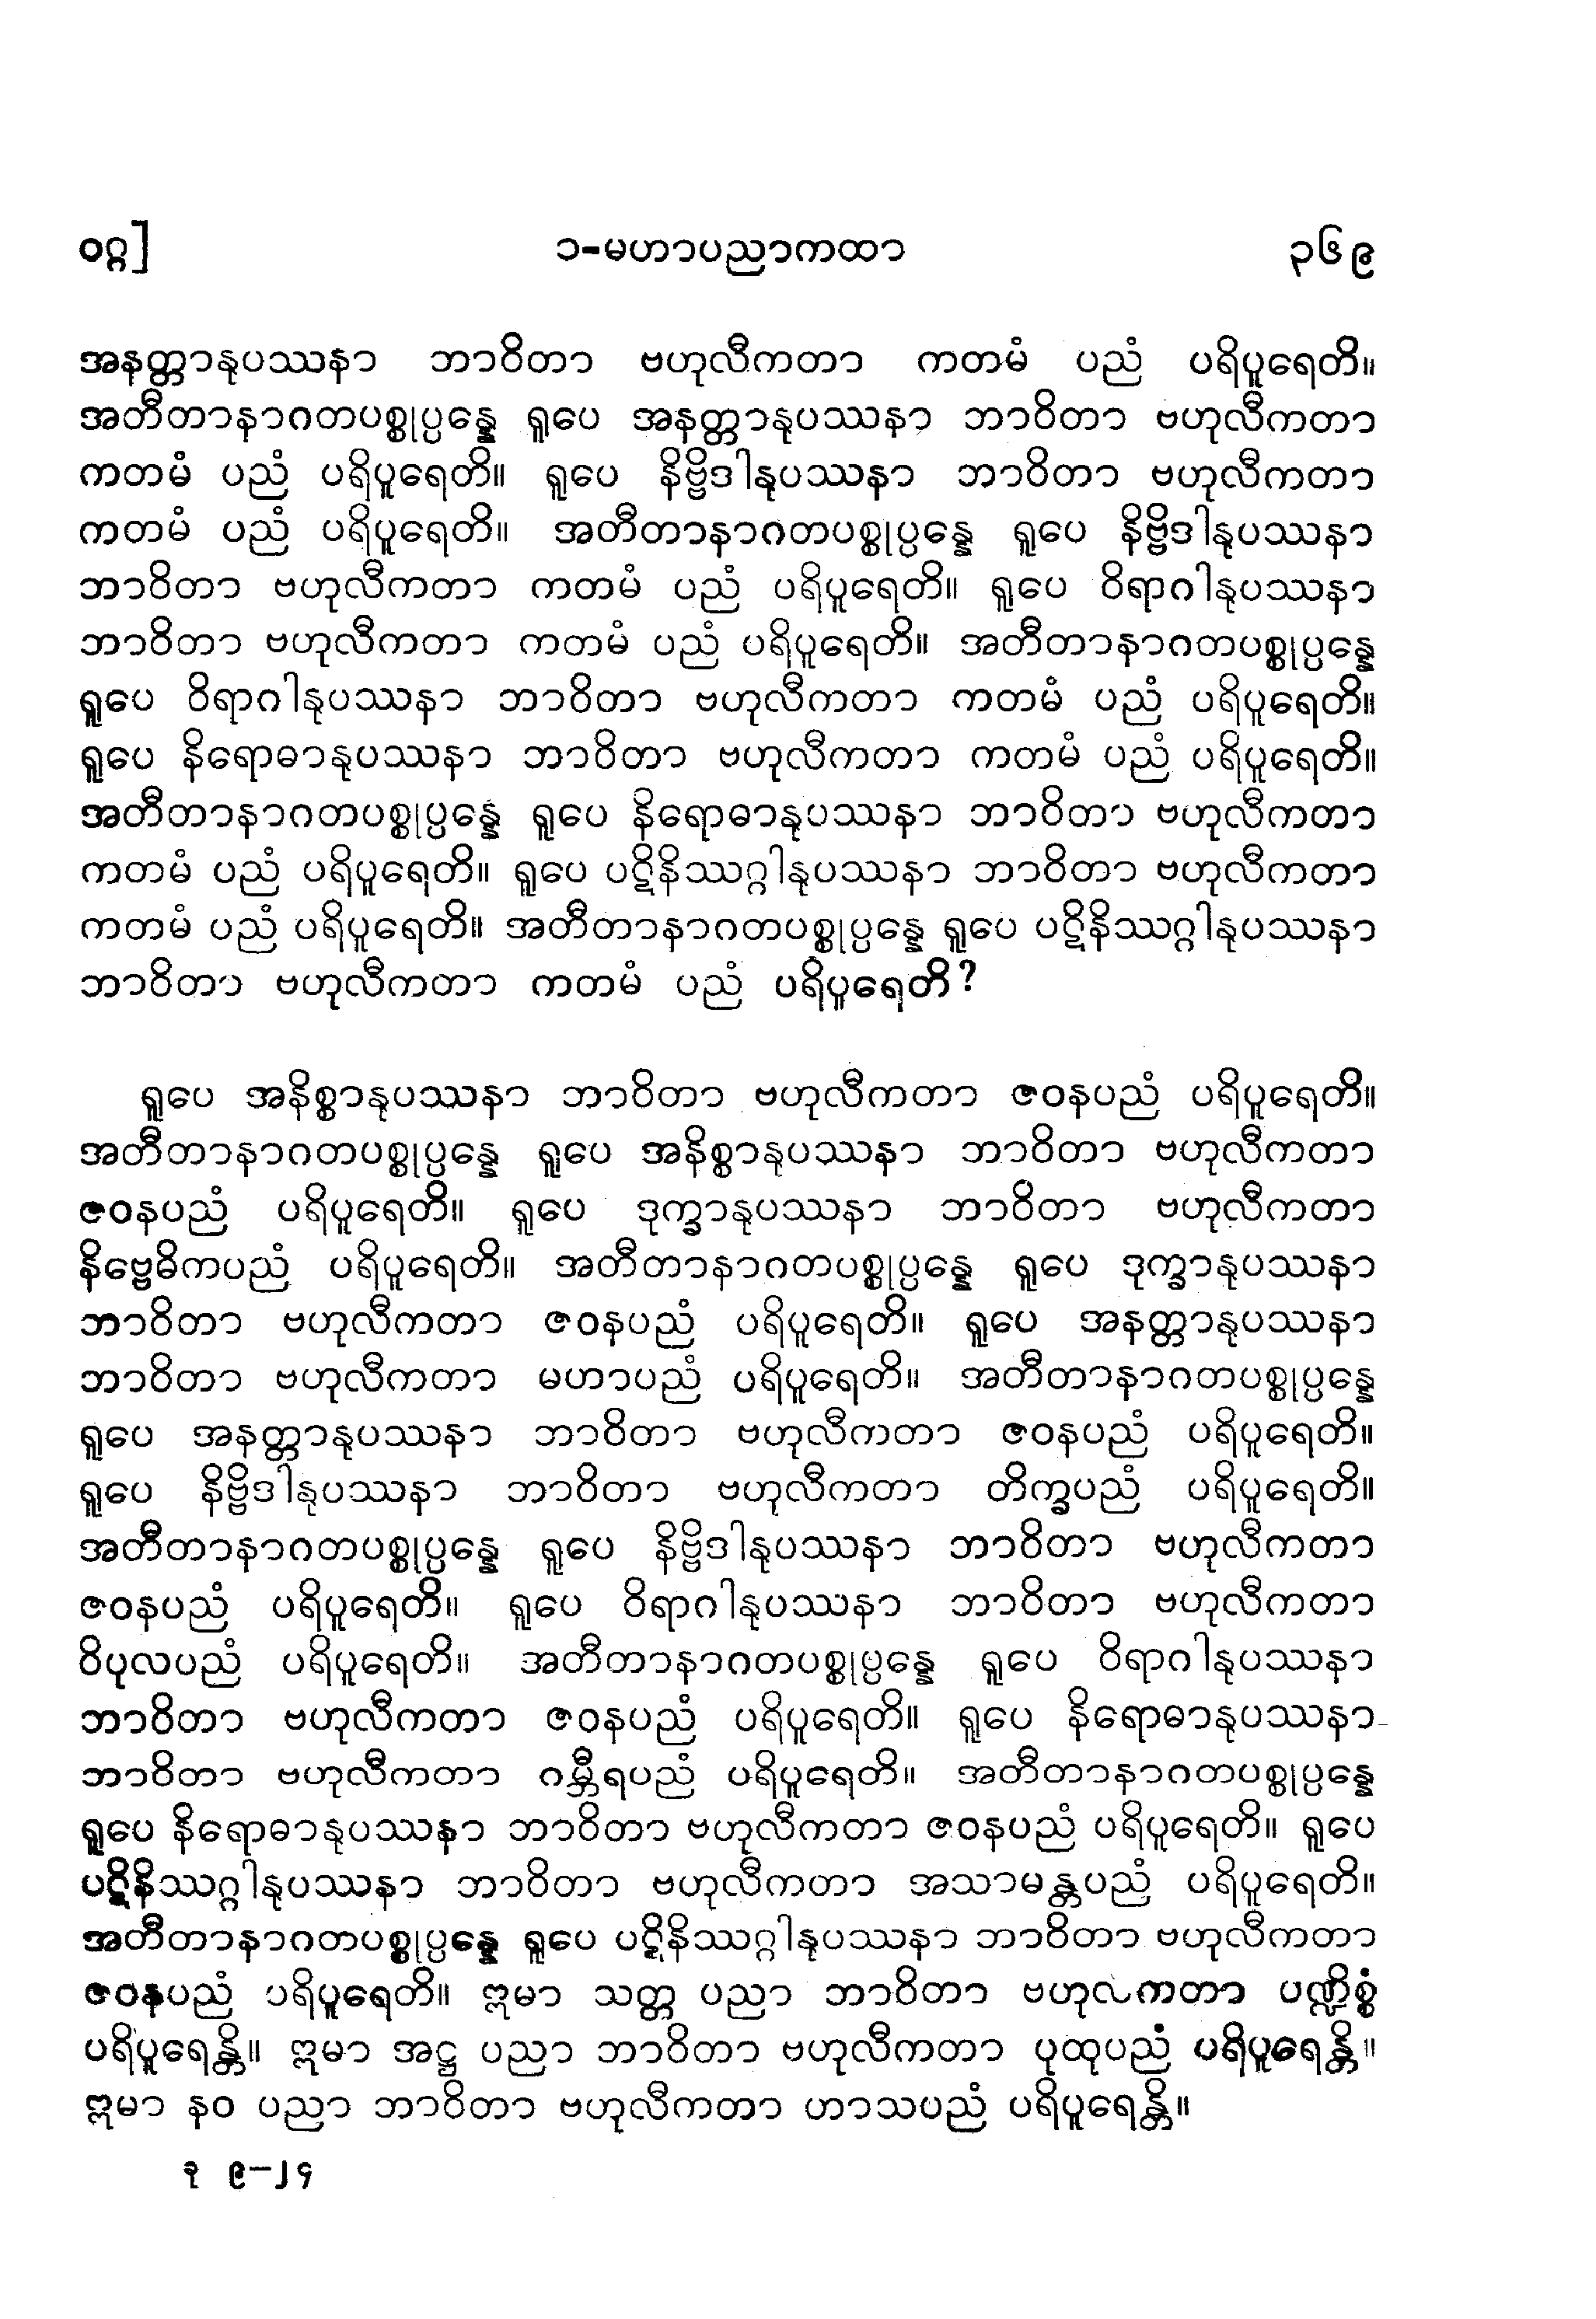 ဝဂ္ဂ] ၁-မဟာပညာကထာ ၃၆၉
အနတ္တာနုပဿနာ ဘာဝိတာ ဗဟုလီကတာ ကတမံ ပညံ ပရိပူရေတိ။
အတီတာနာဂတပစ္စုပ္ပန္နေ ရူပေ အနတ္တာနုပဿနာ ဘာဝိတာ ဗဟုလီကတာ
ကတမံ ပညံ ပရိပူရေတိ။ ရူပေ နိဗ္ဗိဒါနုပဿနာ ဘာဝိတာ ဗဟုလီကတာ
ကတမံ ပညံ ပရိပူရေတိ။ အတီတာနာဂတပစ္စုပ္ပန္နေ ရူပေ နိဗ္ဗိဒါနုပဿနာ
ဘာဝိတာ ဗဟုလီကတာ ကတမံ ပညံ ပရိပူရေတိ။ ရူပေ ဝိရာဂါနုပဿနာ
ဘာဝိတာ ဗဟုလီကတာ ကတမံ ပညံ ပရိပူရေတိ။ အတီတာနာဂတပစ္စုပ္ပန္နေ
ရူပေ ဝိရာဂါနုပဿနာ ဘာဝိတာ ဗဟုလီကတာ ကတမံ ပညံ ပရိပူရေတိ။
ရူပေ နိရောဓာနုပဿနာ ဘာဝိတာ ဗဟုလီကတာ ကတမံ ပညံ ပရိပူရေတိ။
အတီတာနာဂတပစ္စုပ္ပန္နေ ရူပေ နိရောဓာနုပဿနာ ဘာဝိတာ ဗဟုလီကတာ
ကတမံ ပညံ ပရိပူရေတိ။ ရူပေ ပဋိနိဿဂ္ဂါနုပဿနာ ဘာဝိတာ ဗဟုလီကတာ
ကတမံ ပညံ ပရိပူရေတိ။ အတီတာနာဂတပစ္စုပ္ပန္နေ ရူပေ ပဋိနိဿဂ္ဂါနုပဿနာ
ဘာဝိတာ ဗဟုလီကတာ ကတမံ ပညံ ပရိပူရေတိ?
ရူပေ အနိစ္စာနုပဿနာ ဘာဝိတာ ဗဟုလီကတာ ဇဝနပညံ ပရိပူရေတိ။
အတီတာနာဂတပစ္စုပ္ပန္နေ ရူပေ အနိစ္စာနုပဿနာ ဘာဝိတာ ဗဟုလီကတာ
ဇဝနပညံ ပရိပူရေတိ။ ရူပေ ဒုက္ခာနုပဿနာ ဘာဝိတာ ဗဟုလီကတာ
နိဗ္ဗေဓိကပညံ ပရိပူရေတိ။ အတီတာနာဂတပစ္စုပ္ပန္နေ ရူပေ ဒုက္ခာနုပဿနာ
ဘာဝိတာ ဗဟုလီကတာ ဇဝနပညံ ပရိပူရေတိ။ ရူပေ အနတ္တာနုပဿနာ
ဘာဝိတာ ဗဟုလီကတာ မဟာပညံ ပရိပူရေတိ။ အတီတာနာဂတပစ္စုပ္ပန္နေ
ရူပေ အနတ္တာနုပဿနာ ဘာဝိတာ ဗဟုလီကတာ ဇဝနပညံ ပရိပူရေတိ။
ရူပေ နိဗ္ဗိဒါနုပဿနာ ဘာဝိတာ ဗဟုလီကတာ တိက္ခပညံ ပရိပူရေတိ။
အတီတာနာဂတပစ္စုပ္ပန္နေ ရူပေ နိဗ္ဗိဒါနုပဿနာ ဘာဝိတာ ဗဟုလီကတာ
ဇဝနပညံ ပရိပူရေတိ။ ရူပေ ဝိရာဂါနုပဿနာ ဘာဝိတာ ဗဟုလီကတာ
ဝိပုလပညံ ပရိပူရေတိ။ အတီတာနာဂတပစ္စုပ္ပန္နေ ရူပေ ဝိရာဂါနုပဿနာ
ဘာဝိတာ ဗဟုလီကတာ ဇဝနပညံ ပရိပူရေတိ။ ရူပေ နိရောဓာနုပဿနာ
ဘာဝိတာ ဗဟုလီကတာ ဂမ္ဘီရပညံ ပရိပူရေတိ။ အတီတာနာဂတပစ္စုပ္ပန္နေ
ရူပေ နိရောဓာနုပဿနာ ဘာဝိတာ ဗဟုလီကတာ ဇဝနပညံ ပရိပူရေတိ။ ရူပေ
ပဋိနိဿဂ္ဂါနုပဿနာ ဘာဝိတာ ဗဟုလီကတာ အသာမန္တပညံ ပရိပူရေတိ။
အတီတာနာဂတပစ္စုပ္ပန္နေ ရူပေ ပဋိနိဿဂ္ဂါနုပဿနာ ဘာဝိတာ ဗဟုလီကတာ
ဇဝနပညံ ပရိပူရေတိ။ ဣမာ သတ္တ ပညာ ဘာဝိတာ ဗဟုလီကတာ ပဏ္ဍိစ္စံ
ပရိပူရေန္တိ။ ဣမာ အဋ္ဌ ပညာ ဘာဝိတာ ဗဟုလီကတာ ပုထုပညံ ပရိပူရေန္တိ။
ဣမာ နဝ ပညာ ဘာဝိတာ ဗဟုလီကတာ ဟာသပညံ ပရိပူရေန္တိ။
ခု ၉-၂၄